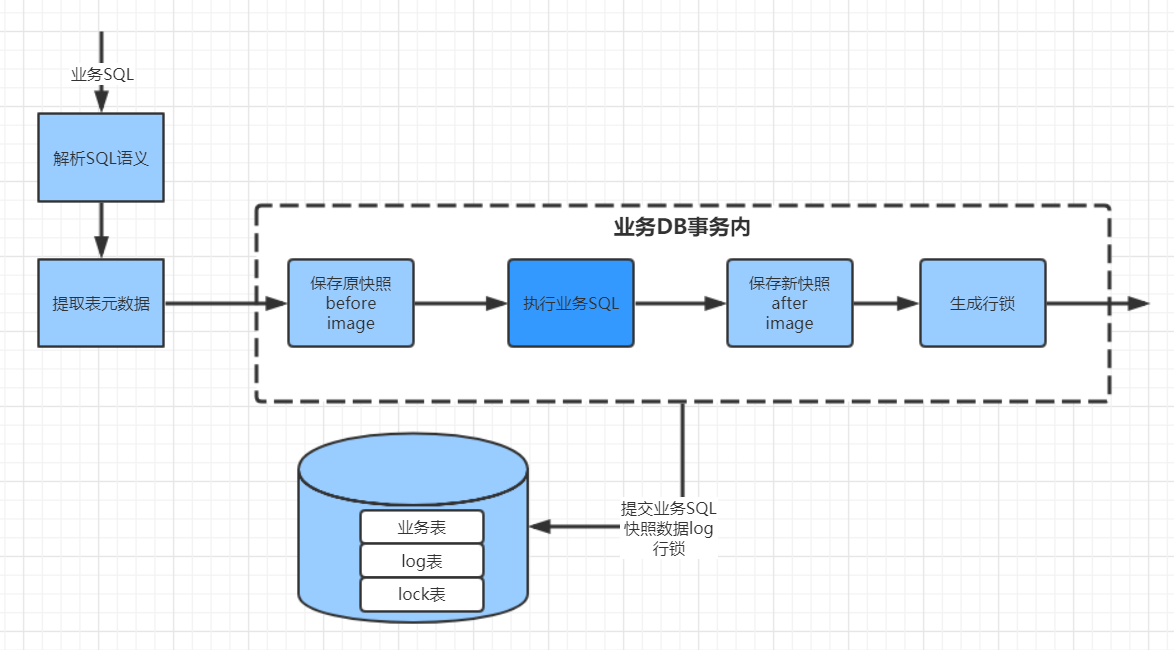 业务SQL
解析SQL语义
提取表元数据
业务DB事务内
保存原快照
before
image
执行业务SQL
保存新快照
after
image
生成行锁
提交业务SQL
快照数据log
行锁
业务表
log表
lock表